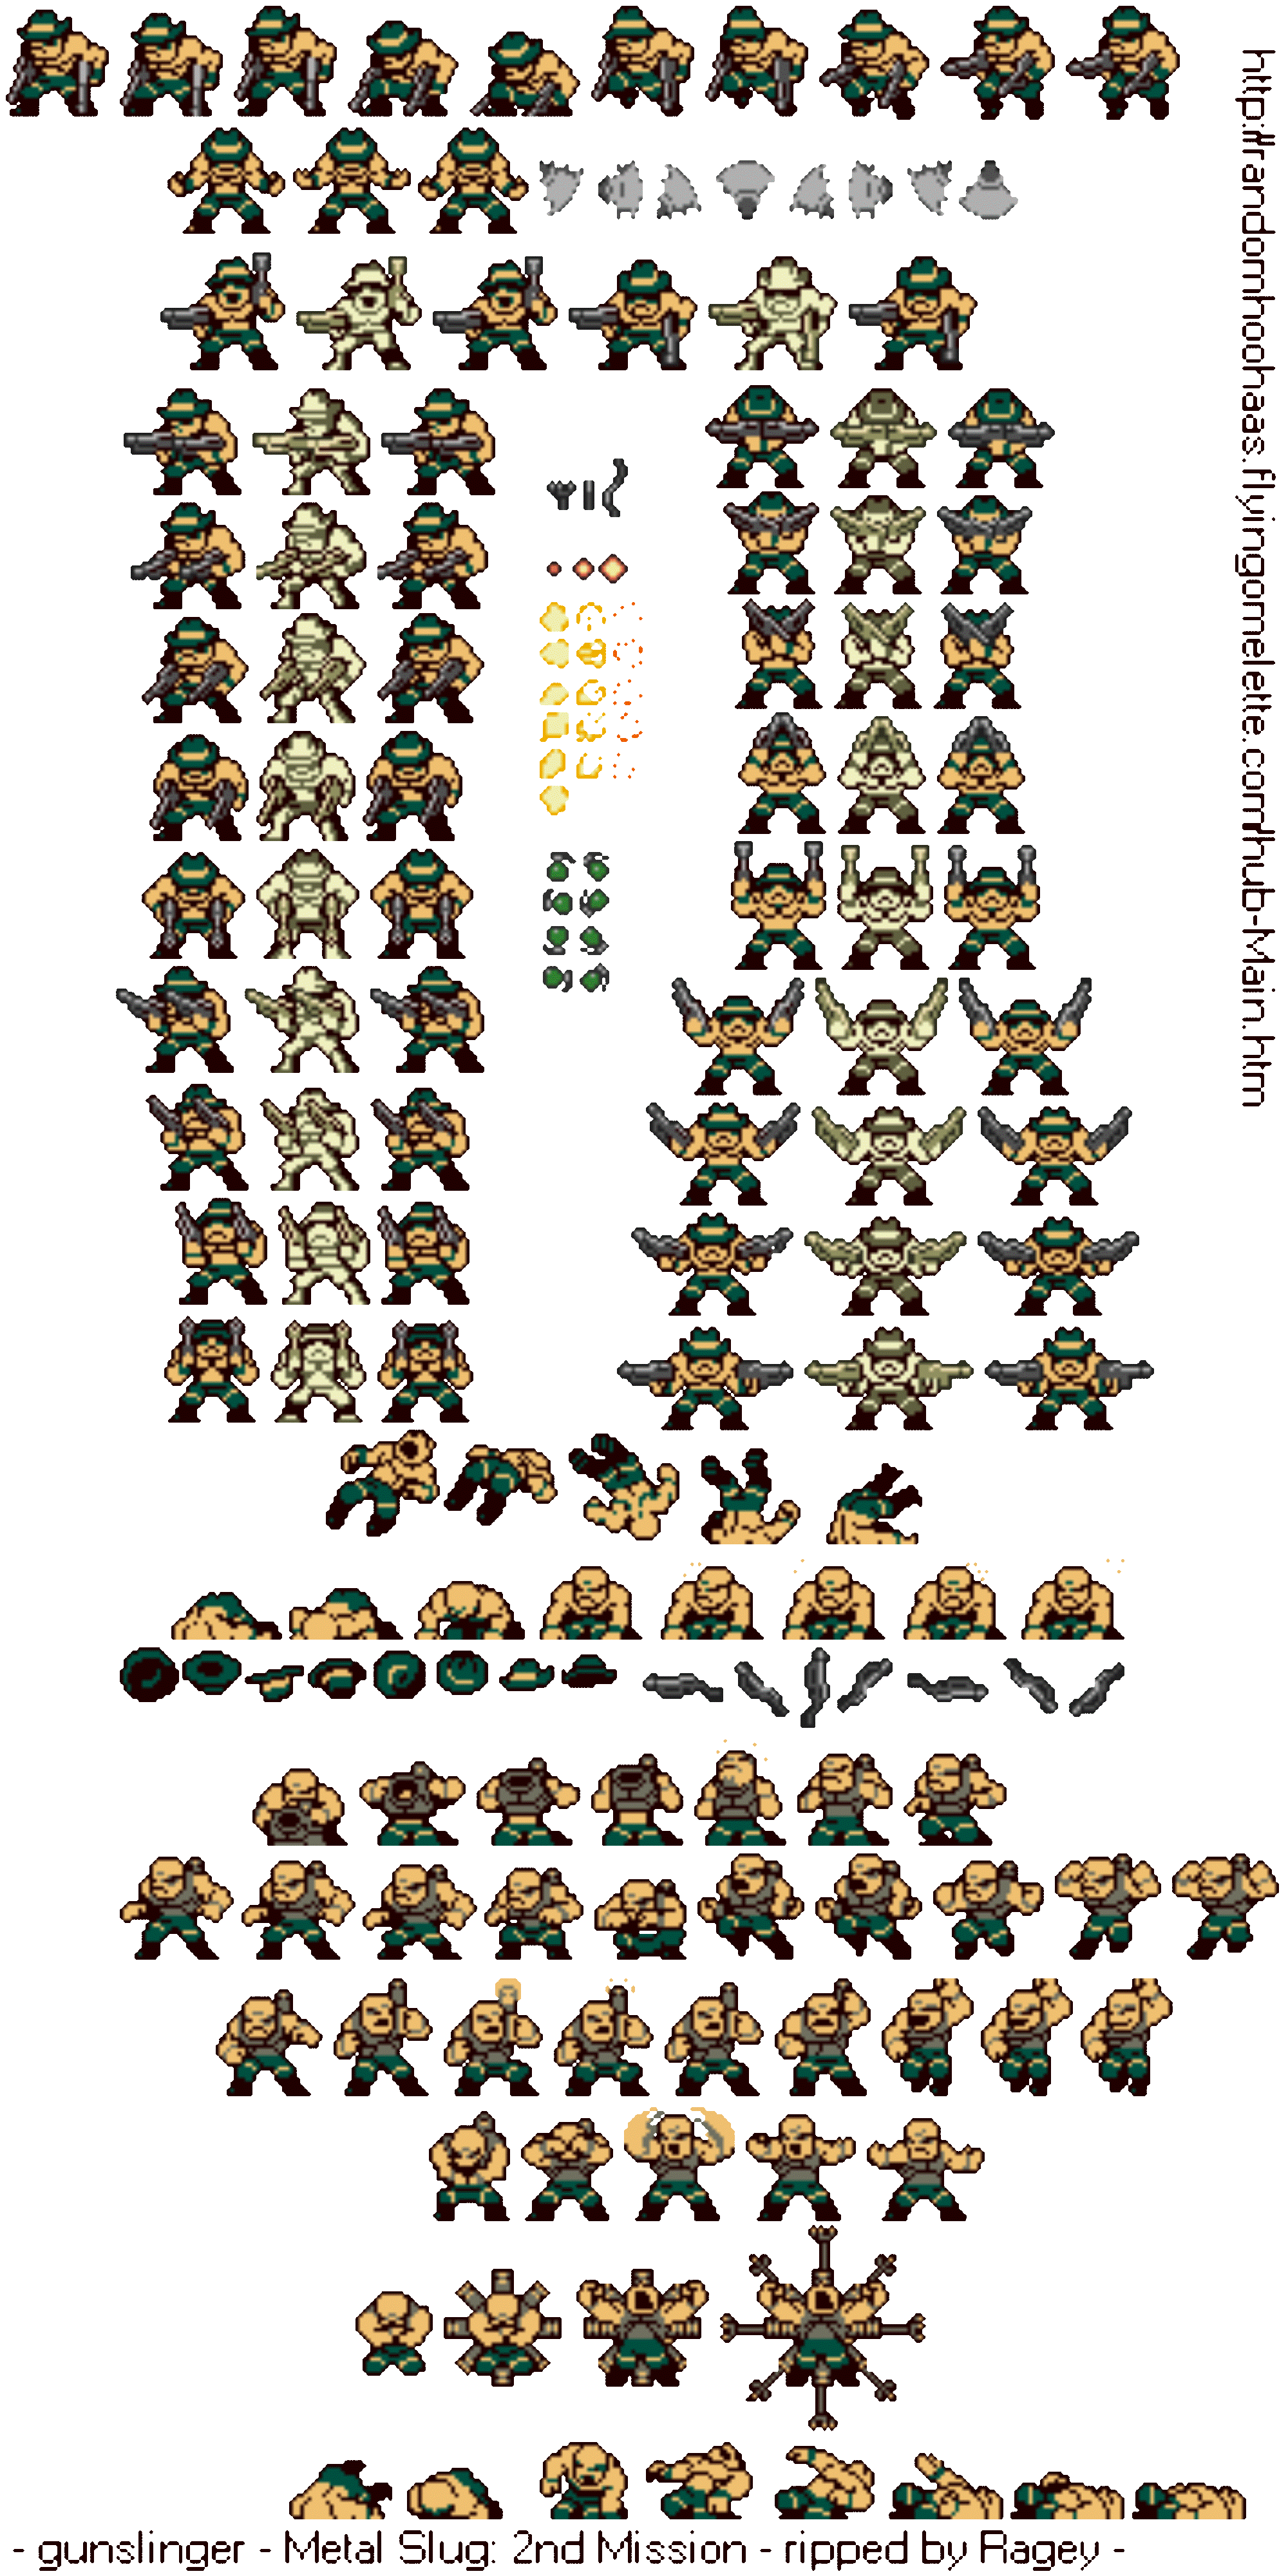 http://randomhoohaas.flyingomelette.com/hub-Main.htm
- gunslinger - Metal Slug: 2nd Mission - ripped by Ragey -